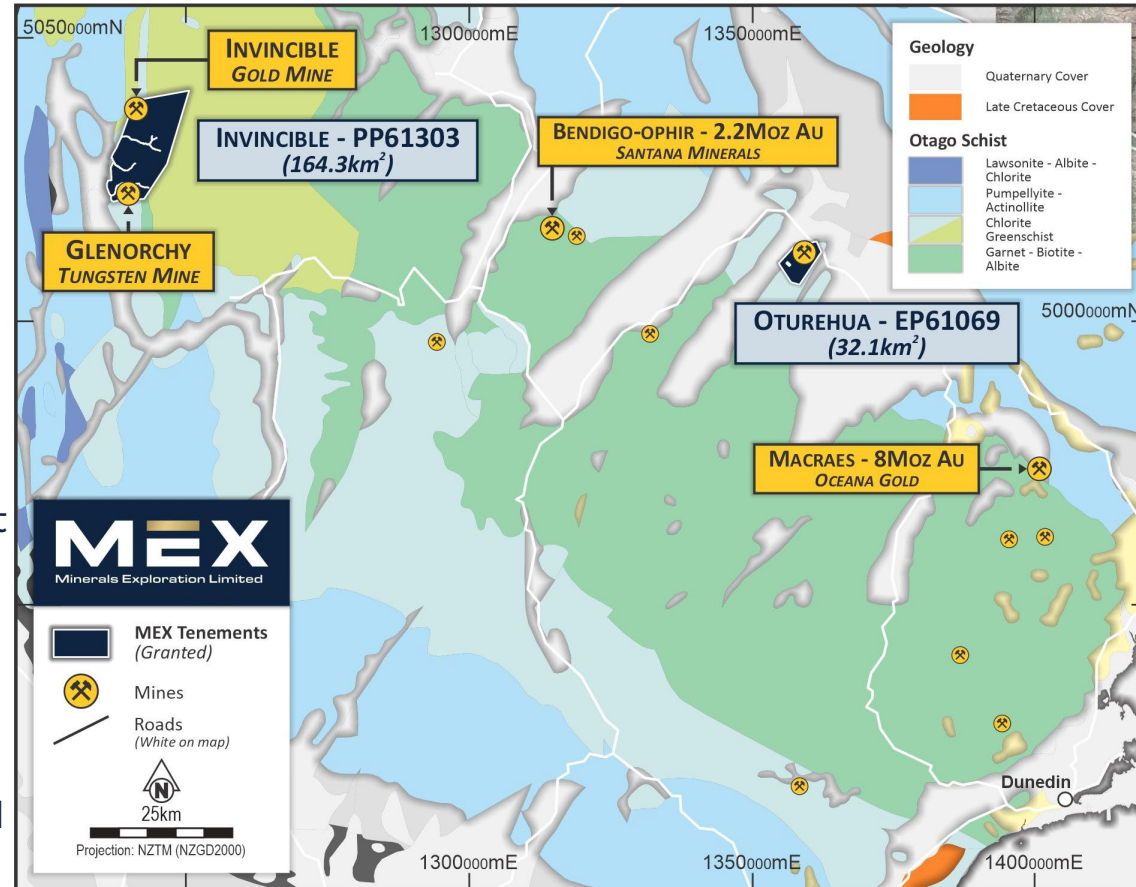 5050000mN
1300000mE
1350000mE
INVINCIBLE
GOLD MINE
INVINCIBLE - PP61303
(164.3km²)
BENDIGO-OPHIR - 2.2MOZ AU
SANTANA MINERALS
GLENORCHY
TUNGSTEN MINE
Geology
Quaternary Cover
Late Cretaceous Cover
Otago Schist
Lawsonite - Albite -
Chlorite
Pumpellyite -
Actinollite
Chlorite
Greenschist
Garnet - Biotite -
Albite
5000000mN
OTUREHUA - EP61069
(32.1km²)
MACRAES - 8MOZ AU
OCEANA GOLD
MEX
Minerals Exploration Limited
MEX Tenements
(Granted)
Mines
Roads
(White on map)
N
25km
Projection: NZTM (NZGD2000)
Dunedin
1300000mE
1350000mE
1400000mE